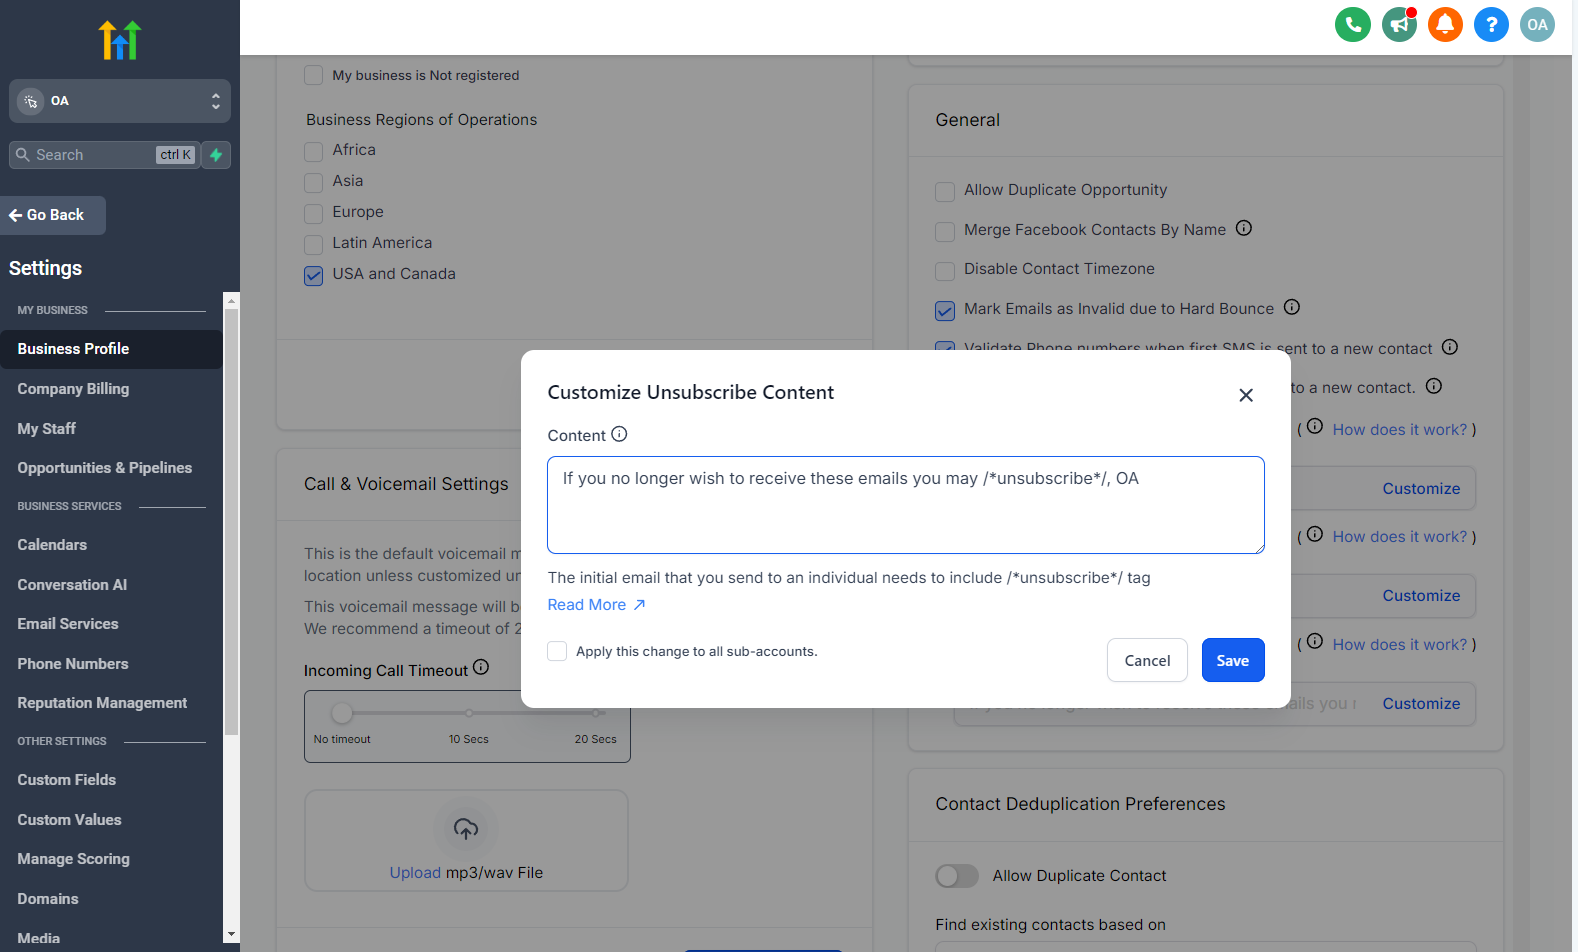 OA
Search
ctrl K
Go Back
Settings
MY BUSINESS
Business Profile
Company Billing
My Staff
Opportunities & Pipelines
BUSINESS SERVICES
Calendars
Conversation AI
Email Services
Phone Numbers
Reputation Management
OTHER SETTINGS
Custom Fields
Custom Values
Manage Scoring
Domains
Media
?
OA
My business is Not registered
Business Regions of Operations
Africa
Asia
Europe
Latin America
USA and Canada
Call & Voicemail Settings
This is the default voicemail
location unless customized
This voicemail message will
We recommend a timeout of
Incoming Call Timeout
No timeout
10 Secs
20 Secs
Upload mp3/wav File
General
Allow Duplicate Opportunity
Merge Facebook Contacts By Name
Disable Contact Timezone
Mark Emails as Invalid due to Hard Bounce
Validate Phone numbers when first SMS is sent to a new contact
to a new contact.
( How does it work? )
Customize
( How does it work? )
Customize
( How does it work? )
you no longer wish to receive these emails you
Customize
Contact Deduplication Preferences
Allow Duplicate Contact
Find existing contacts based on
Customize Unsubscribe Content
Content
If you no longer wish to receive these emails you may /*unsubscribe*/, OA
The initial email that you send to an individual needs to include /*unsubscribe*/ tag
Read More
Apply this change to all sub-accounts.
Cancel
Save